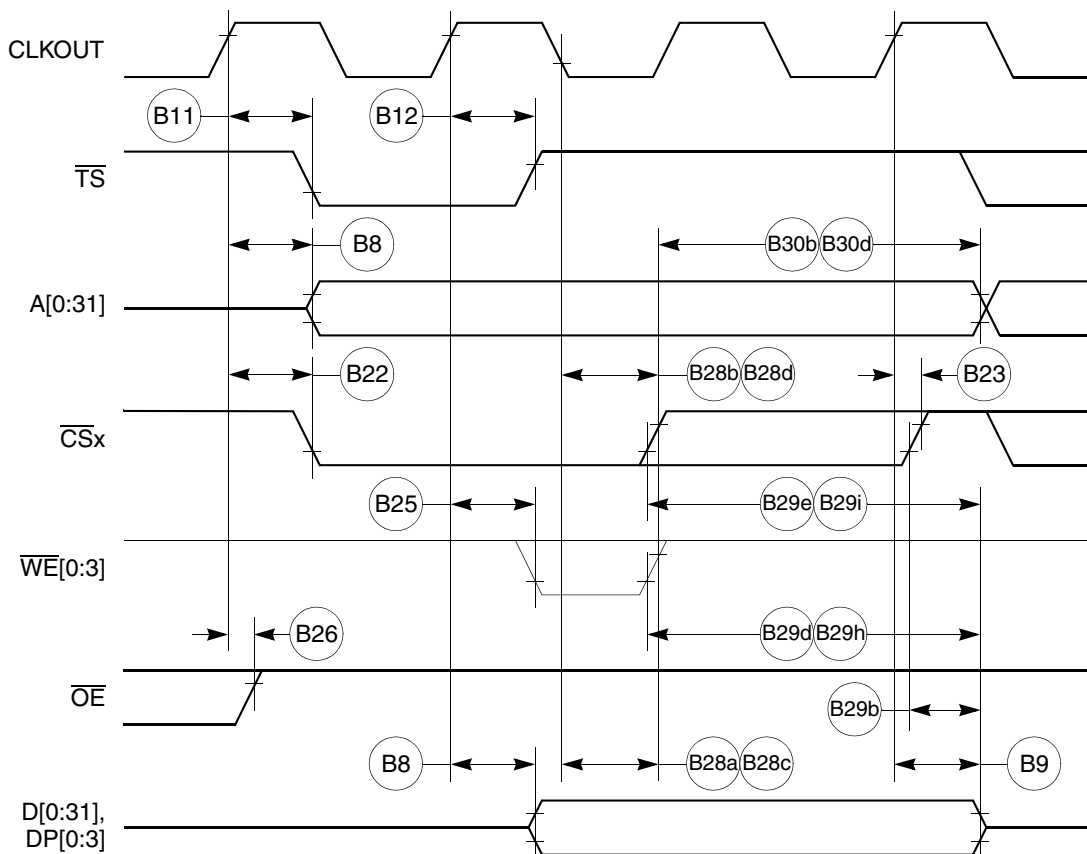 CLKOUT
B11
B12
TS
B8
B30b B30d
A[0:31]
B22
B28b B28d
B23
CSx
B25
B29e B29i
WE[0:3]
B26
B29d B29h
OE
B29b
B8
B28a B28c
B9
D[0:31],
DP[0:3]